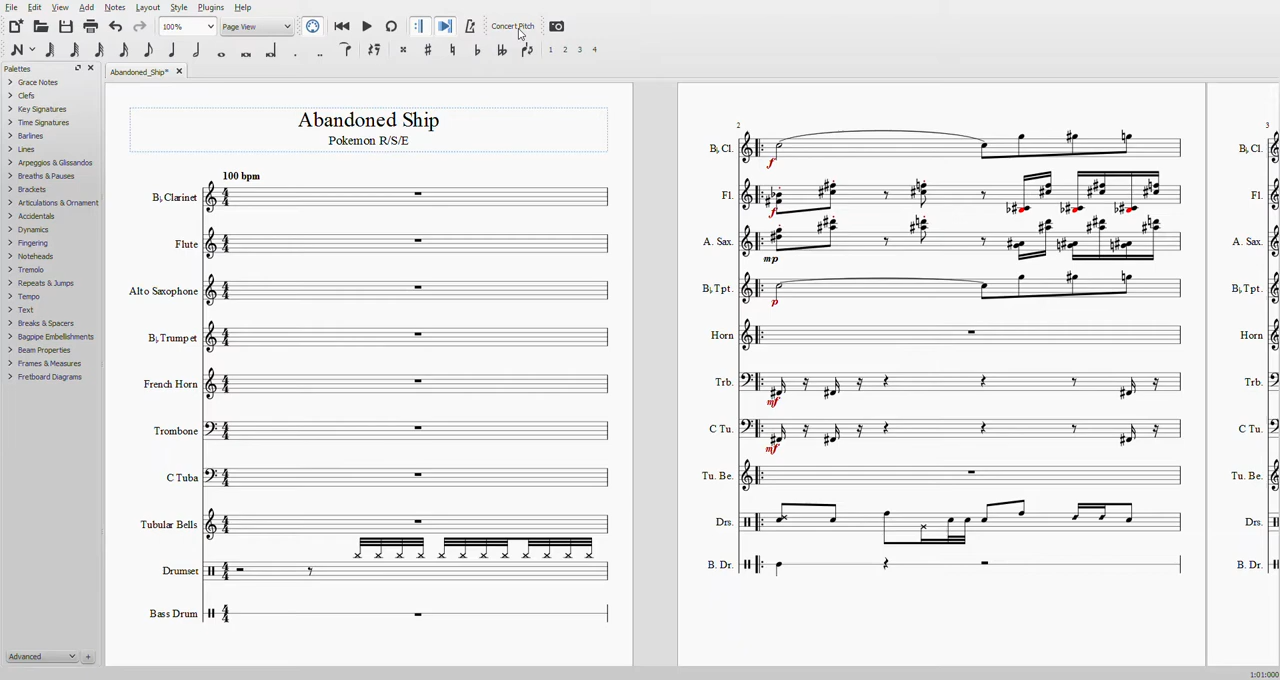 File Edit View Add Notes Layout Style Plugins Help
100% Page View Concert Pitch
1 2 3 4
Palettes
Abandoned_Ship*
Grace Notes
Clefs
Key Signatures
Time Signatures
Barlines
Lines
Arpeggios & Glissandos
Breaths & Pauses
Brackets
Articulations & Ornament
Accidentals
Dynamics
Fingering
Noteheads
Tremolo
Repeats & Jumps
Tempo
Text
Breaks & Spacers
Bagpipe Embellishments
Beam Properties
Frames & Measures
Fretboard Diagrams
Advanced
Abandoned Ship
Pokemon R/S/E
100 bpm
B♭ Clarinet
Flute
Alto Saxophone
B♭ Trumpet
French Horn
Trombone
C Tuba
Tubular Bells
Drumset
Bass Drum
2
B♭ Cl.
f
Fl.
f
A. Sax.
mp
B♭ Tpt.
p
Horn
Trb.
mf
C Tu.
mf
Tu. Be.
Drs.
B. Dr.
3
B♭ Cl.
Fl.
A. Sax.
B♭ Tpt.
Horn
Trb.
C Tu.
Tu. Be.
Drs.
B. Dr.
1:01:000